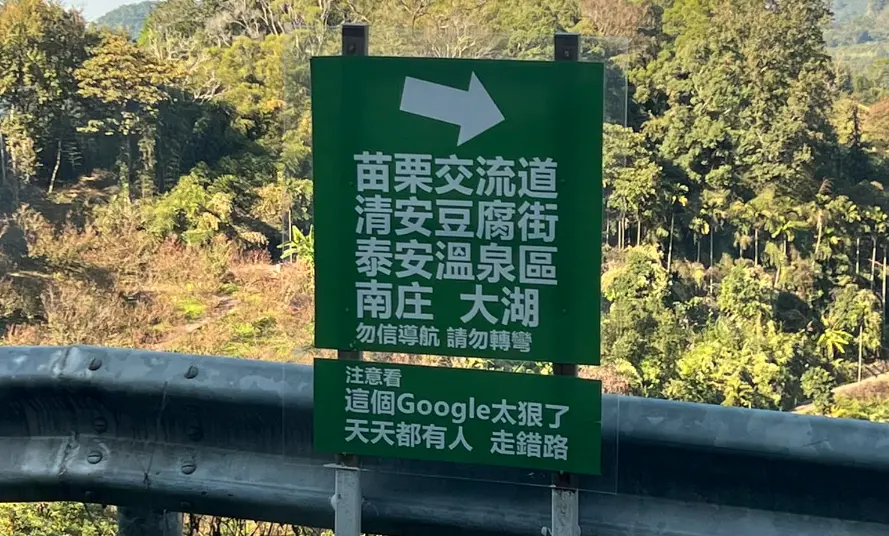 苗栗交流道
清安豆腐街
泰安溫泉區
南庄 大湖
勿信導航 請勿轉彎
注意看
這個Google太狠了
天天都有人 走錯路